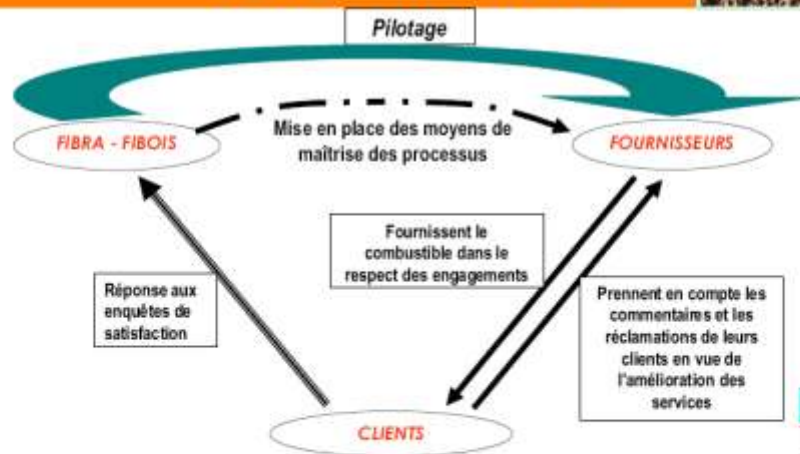 Pilotage
FIBRA - FIBOIS
Mise en place des moyens de
maîtrise des processus
FOURNISSEURS
Fournissent le
combustible dans le
respect des engagements
Réponse aux
enquêtes de
satisfaction
Prennent en compte les
commentaires et les
réclamations de leurs
clients en vue de
l'amélioration des
services
CLIENTS